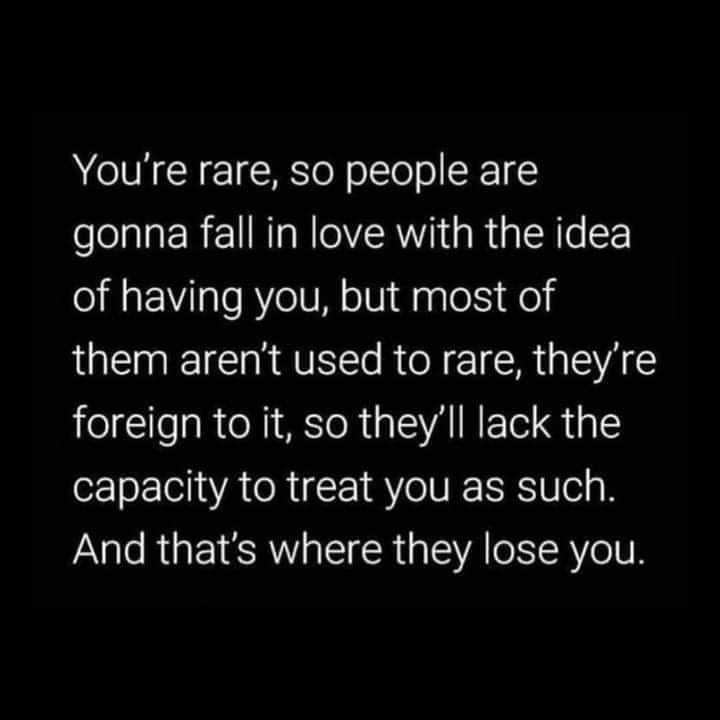 You're rare, so people are
gonna fall in love with the idea
of having you, but most of
them aren't used to rare, they're
foreign to it, so they'll lack the
capacity to treat you as such.
And that's where they lose you.